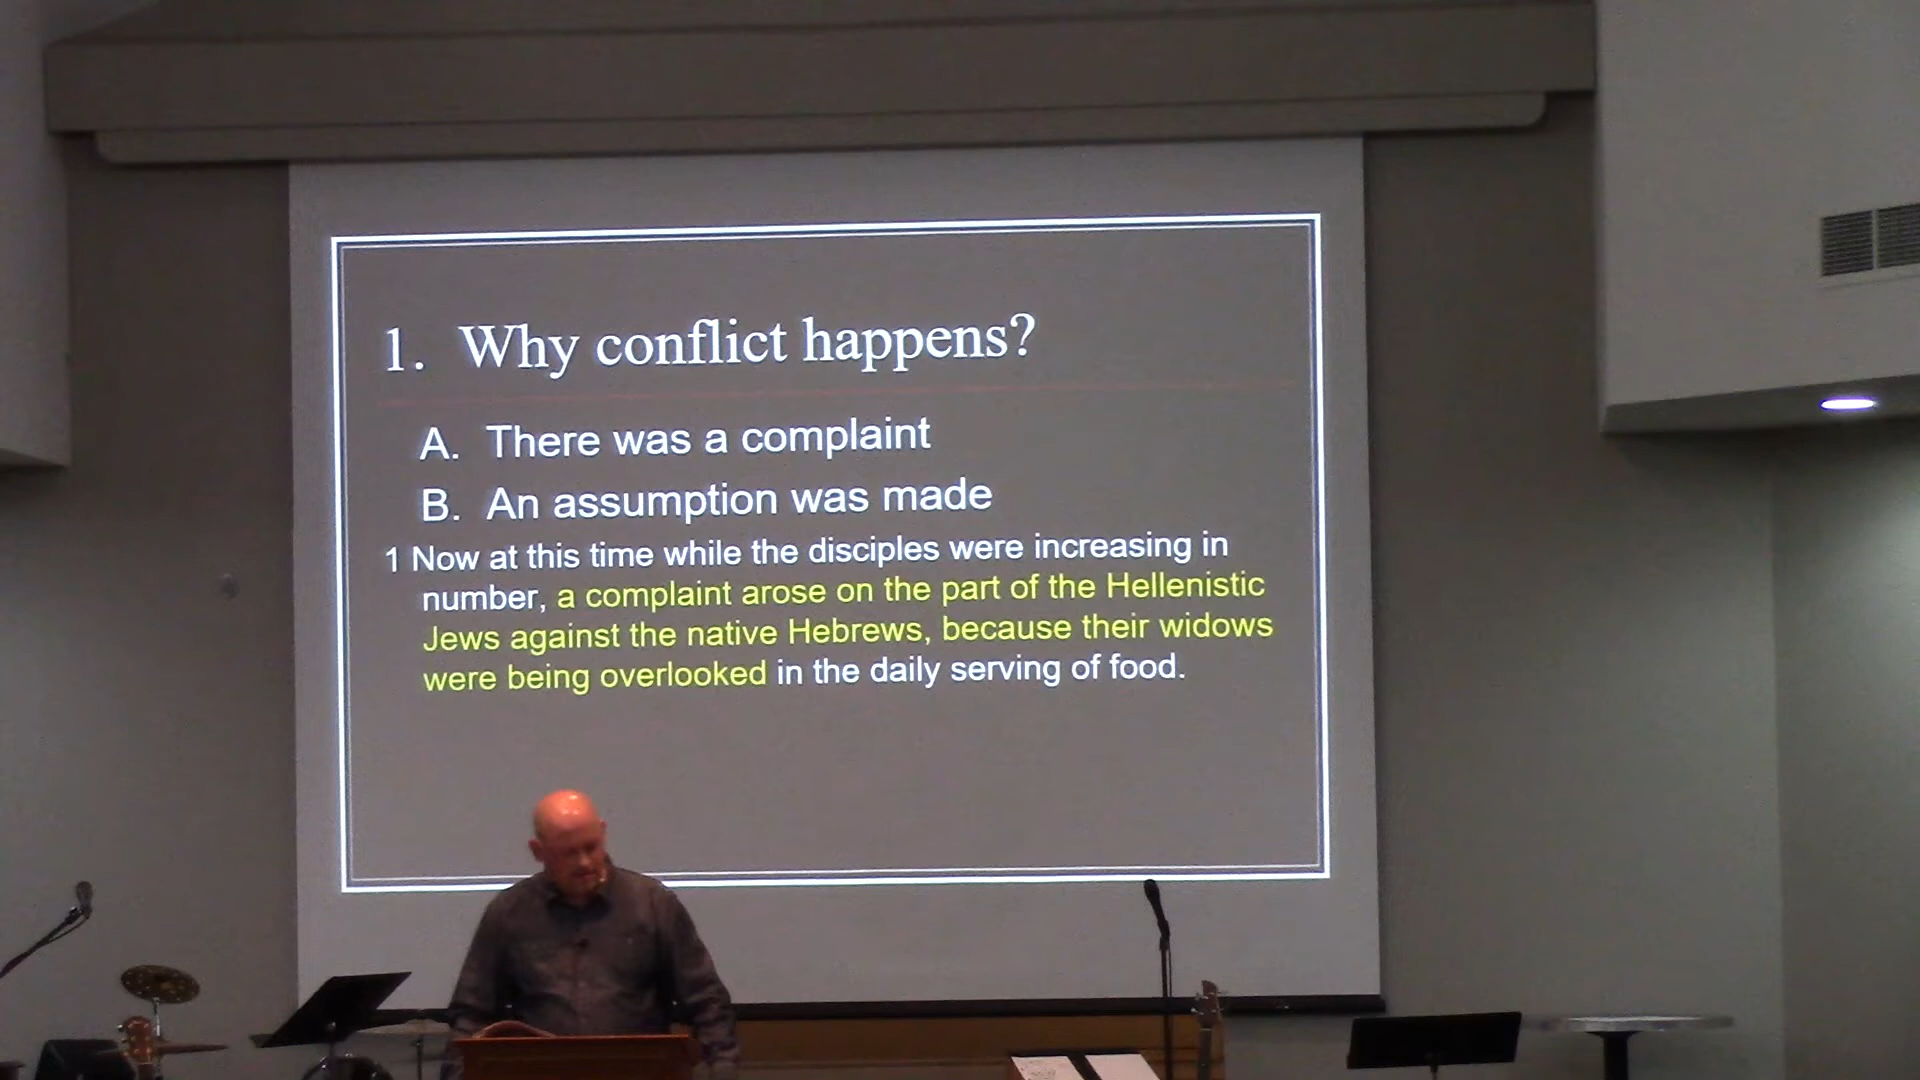 1. Why conflict happens?
A. There was a complaint
B. An assumption was made
1 Now at this time while the disciples were increasing in
number, a complaint arose on the part of the Hellenistic
Jews against the native Hebrews, because their widows
were being overlooked in the daily serving of food.